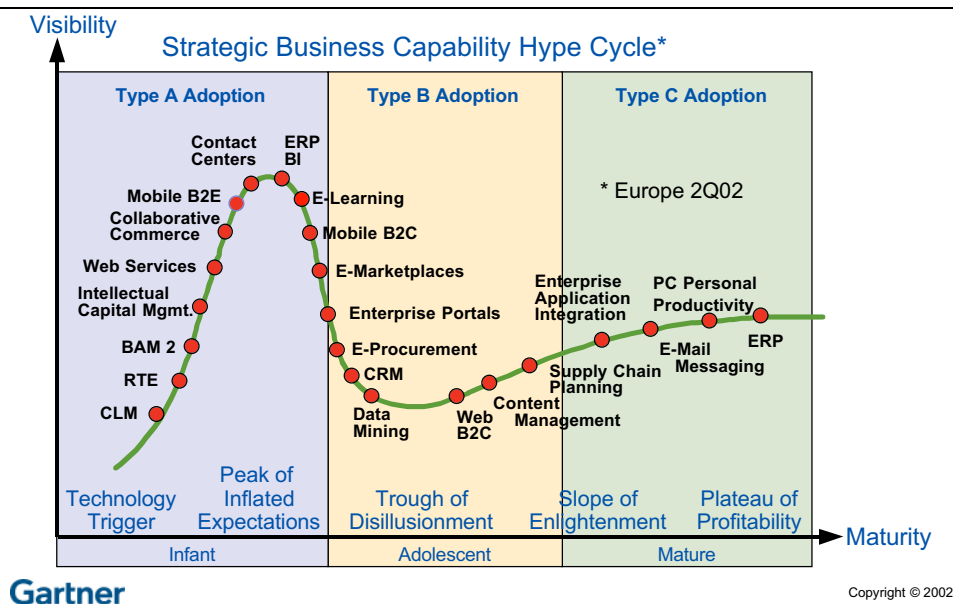 Visibility
Strategic Business Capability Hype Cycle*
Type A Adoption
Type B Adoption
Type C Adoption
Contact
Centers
ERP
BI
* Europe 2Q02
Mobile B2E
E-Learning
Collaborative
Commerce
Mobile B2C
Web Services
E-Marketplaces
Enterprise
Application
Integration
PC Personal
Productivity
Intellectual
Capital Mgmt.
Enterprise Portals
BAM 2
E-Procurement
E-Mail
Messaging
ERP
RTE
CRM
Supply Chain
Planning
CLM
Data
Mining
Web
B2C
Content
Management
Technology
Trigger
Peak of
Inflated
Expectations
Trough of
Disillusionment
Slope of
Enlightenment
Plateau of
Profitability
Maturity
Infant
Adolescent
Mature
Gartner
Copyright © 2002